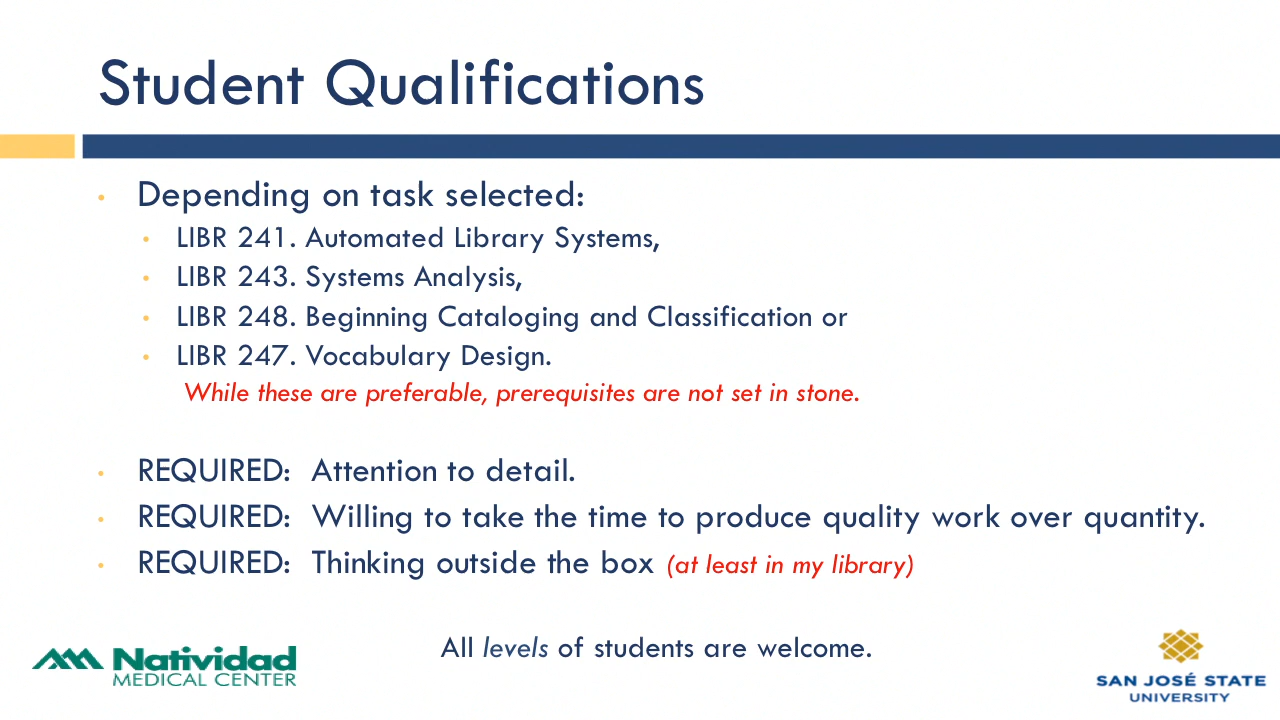 Student Qualifications
Depending on task selected:
LIBR 241. Automated Library Systems,
LIBR 243. Systems Analysis,
LIBR 248. Beginning Cataloging and Classification or
LIBR 247. Vocabulary Design.
While these are preferable, prerequisites are not set in stone.
REQUIRED: Attention to detail.
REQUIRED: Willing to take the time to produce quality work over quantity.
REQUIRED: Thinking outside the box (at least in my library)
All levels of students are welcome.
Natividad
MEDICAL CENTER
SAN JOSÉ STATE
UNIVERSITY